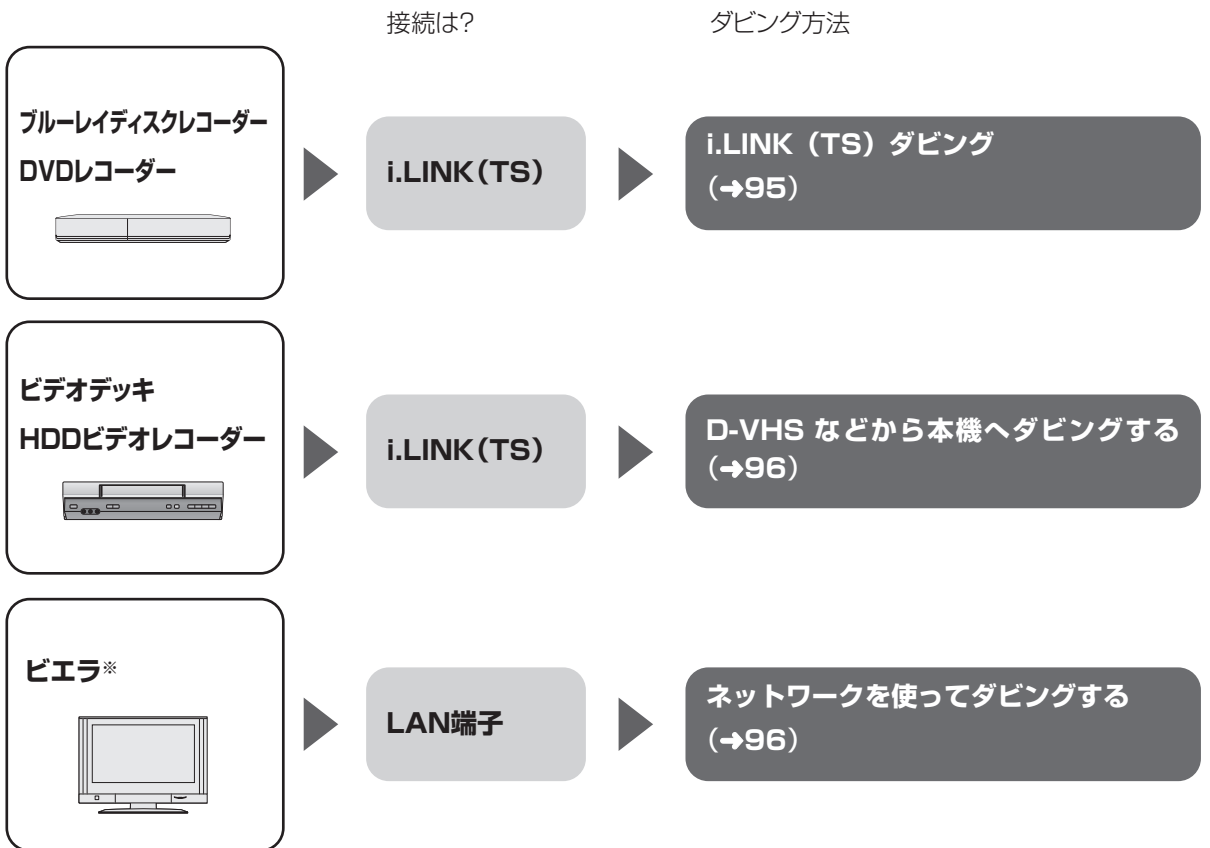 接続は?
ダビング方法
ブルーレイディスクレコーダー
DVDレコーダー
i.LINK(TS)
i.LINK（TS）ダビング
（➔95）
ビデオデッキ
HDDビデオレコーダー
i.LINK(TS)
D-VHS などから本機へダビングする
（➔96）
ビエラ※
LAN端子
ネットワークを使ってダビングする
（➔96）